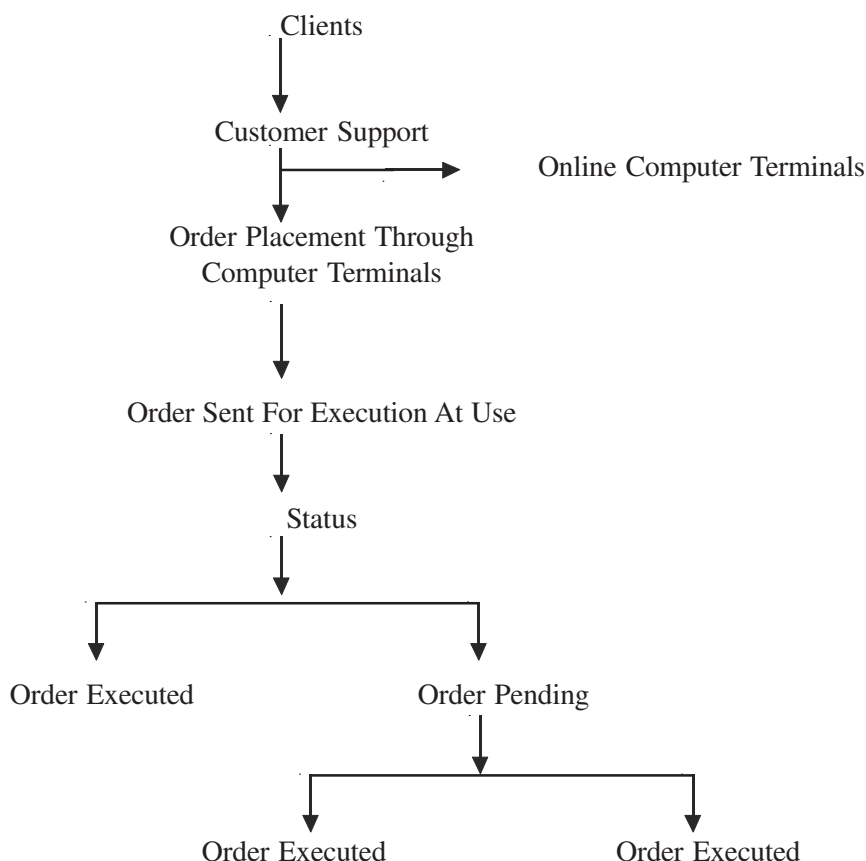 Clients
Customer Support
Online Computer Terminals
Order Placement Through
Computer Terminals
Order Sent For Execution At Use
Status
Order Executed
Order Pending
Order Executed
Order Executed